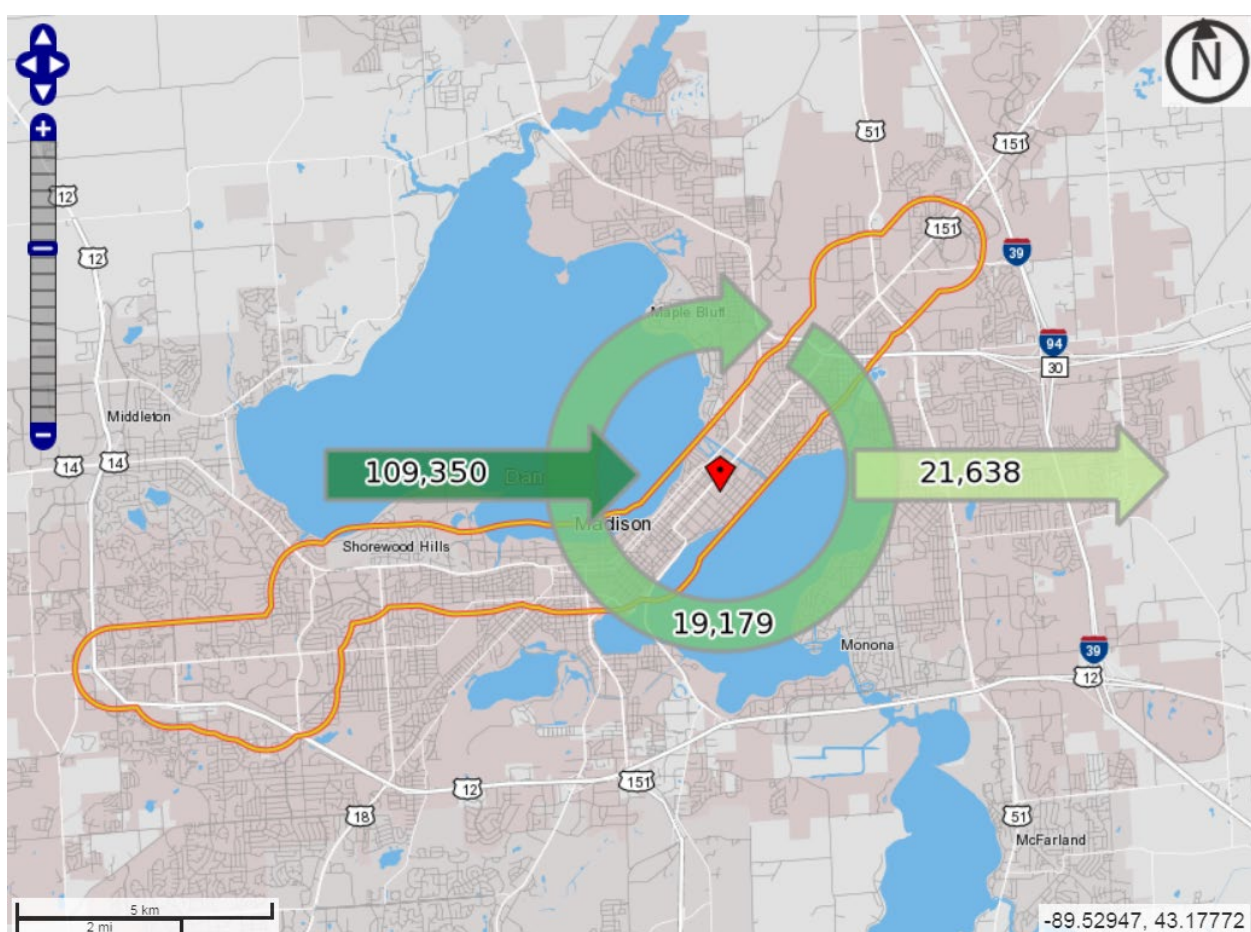 N
51
151
12
151
12
39
Maple Bluff
94
30
Middleton
14
14
109,350
Dan
21,638
Madison
Shorewood Hills
19,179
Monona
39
12
12
151
18
51
McFarland
5 km
2 mi
-89.52947, 43.17772